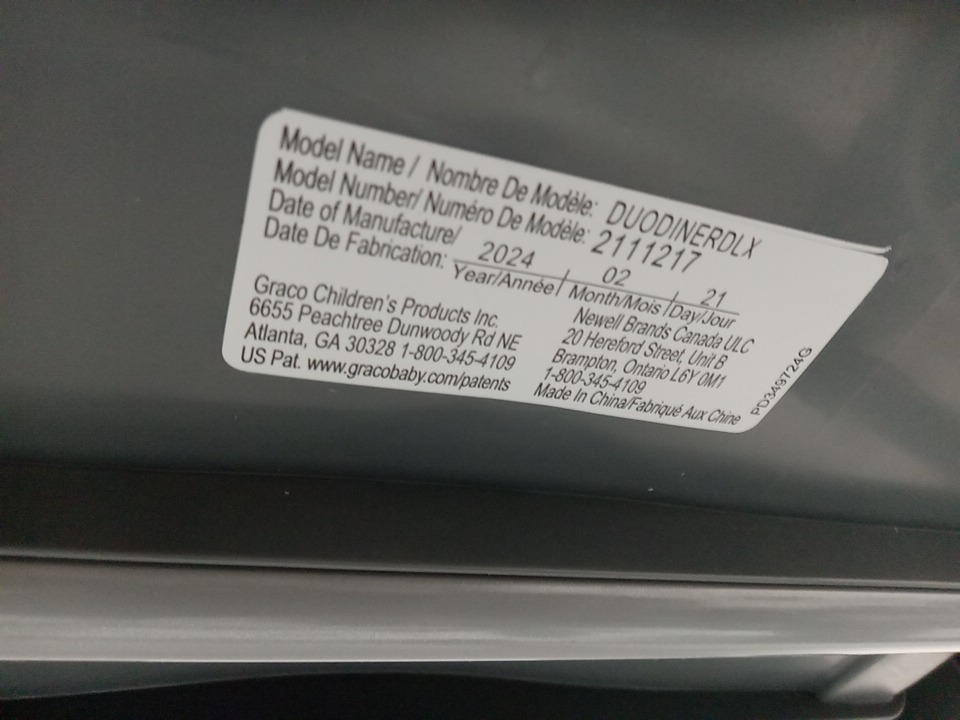 Model Name / Nombre De Modèle: DUODINERDLX
Model Number/ Numéro De Modèle: 2111217
Date of Manufacture/
Date De Fabrication: 2024 / 02 / 21
Year/Année / Month/Mois / Day/Jour
Graco Children's Products Inc.
6655 Peachtree Dunwoody Rd NE
Atlanta, GA 30328 1-800-345-4109
US Pat. www.gracobaby.com/patents
Newell Brands Canada ULC
20 Hereford Street, Unit B
Brampton, Ontario L6Y 0M1
1-800-345-4109
Made In China/Fabriqué Aux Chine
PD349724G